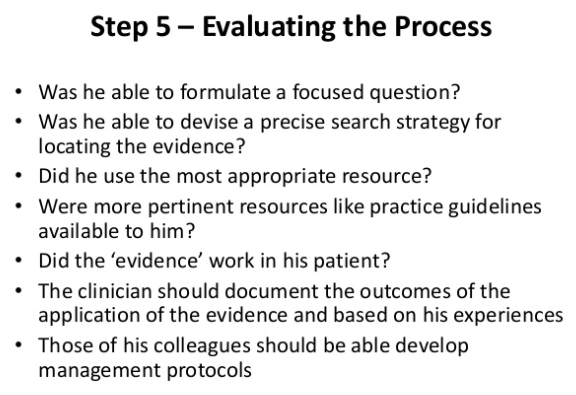 Step 5 – Evaluating the Process
• Was he able to formulate a focused question?
• Was he able to devise a precise search strategy for
locating the evidence?
• Did he use the most appropriate resource?
• Were more pertinent resources like practice guidelines
available to him?
• Did the ‘evidence’ work in his patient?
• The clinician should document the outcomes of the
application of the evidence and based on his experiences
• Those of his colleagues should be able develop
management protocols